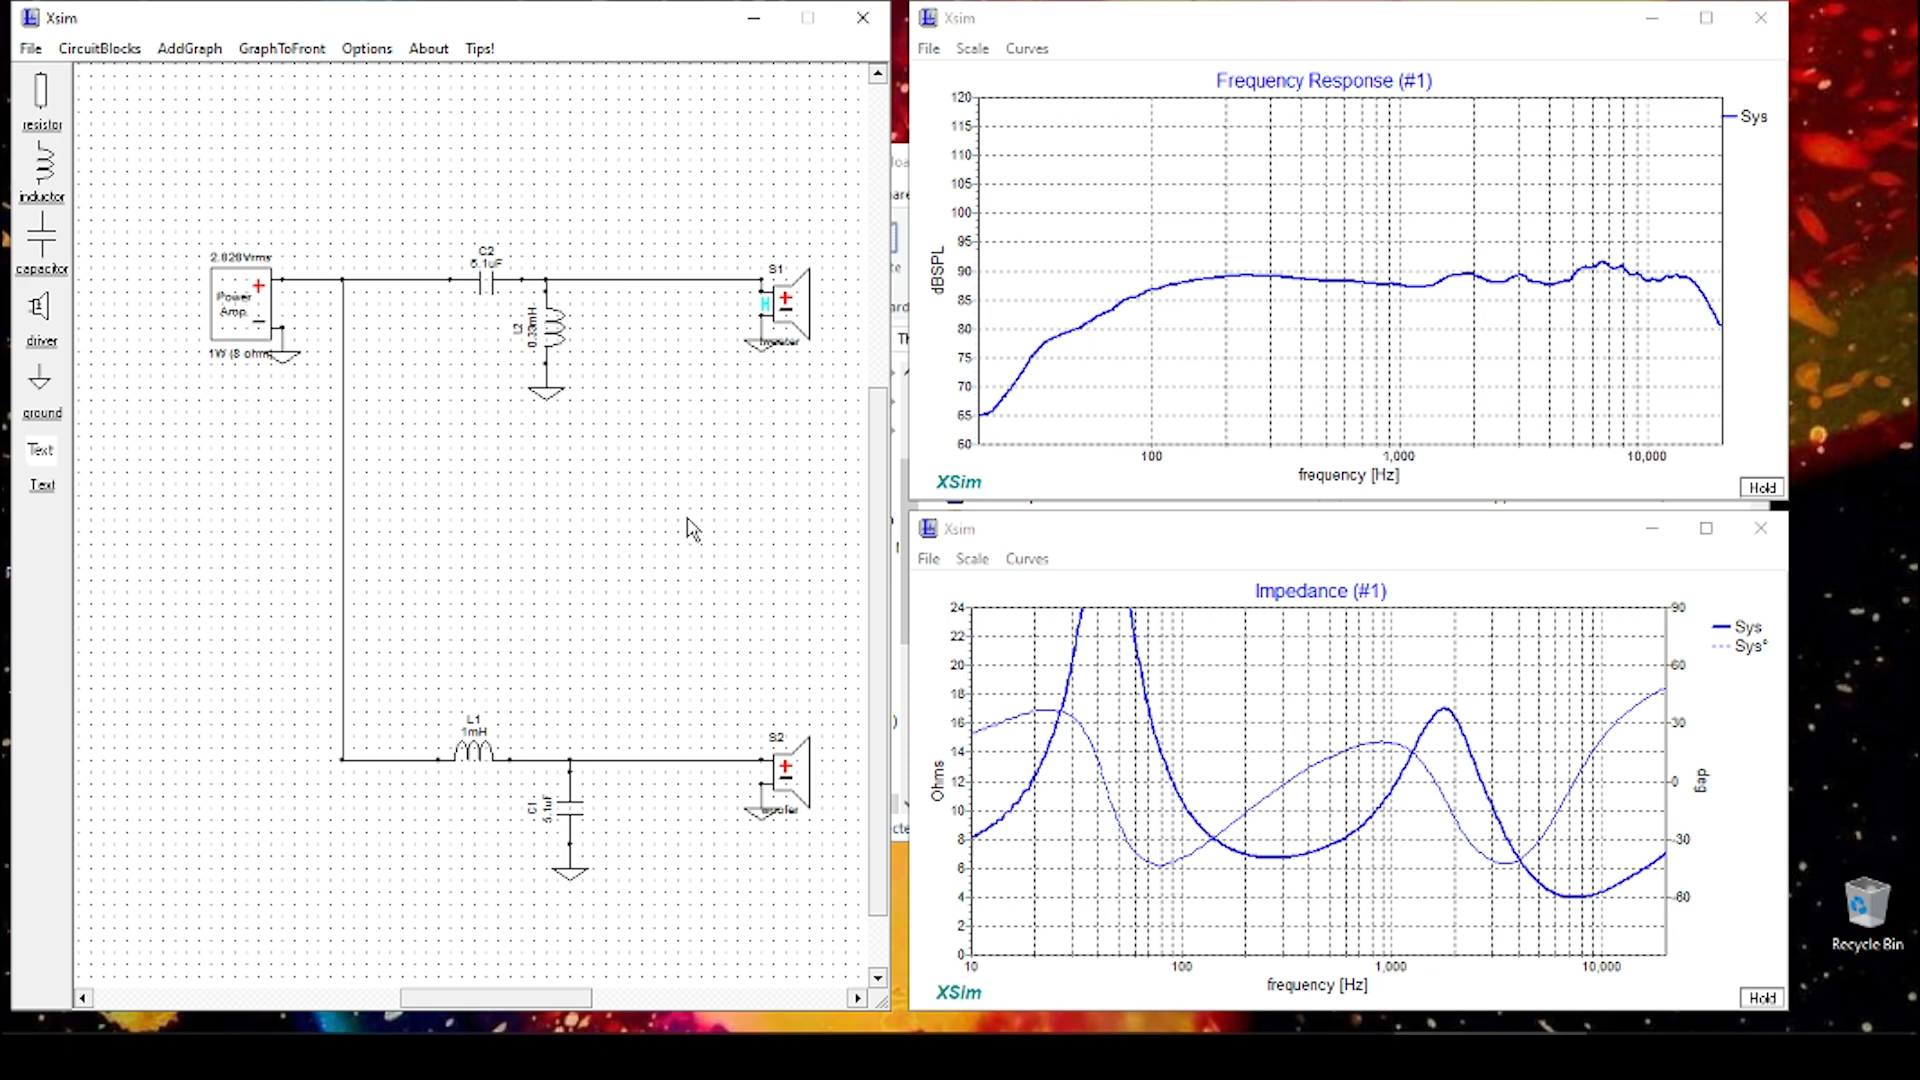 Xsim
File CircuitBlocks AddGraph GraphToFront Options About Tips!
resistor
inductor
capacitor
driver
ground
Text
Text
2.828Vrms
Power
Amp.
1W (8 ohm)
C2
5.1uF
L2
0.33mH
S1
L1
1mH
C1
5.1uF
S2
woofer
Xsim
File Scale Curves
Frequency Response (#1)
120
115
110
105
100
95
90
85
80
75
70
65
60
dBSPL
Sys
100 1,000 10,000
frequency [Hz]
XSim
Hold
Xsim
File Scale Curves
Impedance (#1)
24
22
20
18
16
14
12
10
8
6
4
2
0
Ohms
90
60
30
0
-30
-60
deg
Sys
Sys°
10 100 1,000 10,000
frequency [Hz]
XSim
Hold
Recycle Bin